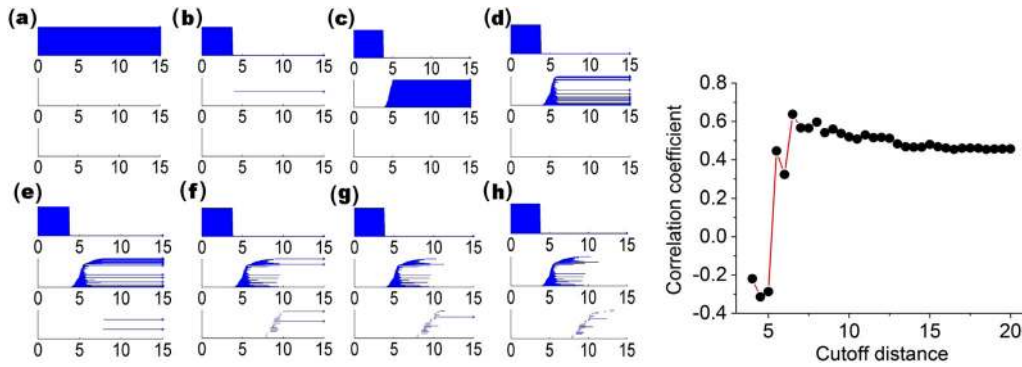 (a) (b) (c) (d)
0 5 10 15 0 5 10 15 0 5 10 15 0 5 10 15
0 5 10 15 0 5 10 15 0 5 10 15 0 5 10 15
0 5 10 15 0 5 10 15 0 5 10 15 0 5 10 15
(e) (f) (g) (h)
0 5 10 15 0 5 10 15 0 5 10 15 0 5 10 15
0 5 10 15 0 5 10 15 0 5 10 15 0 5 10 15
0 5 10 15 0 5 10 15 0 5 10 15 0 5 10 15
Correlation coefficient
0.8
0.6
0.4
0.2
0.0
-0.2
-0.4
5 10 15 20
Cutoff distance